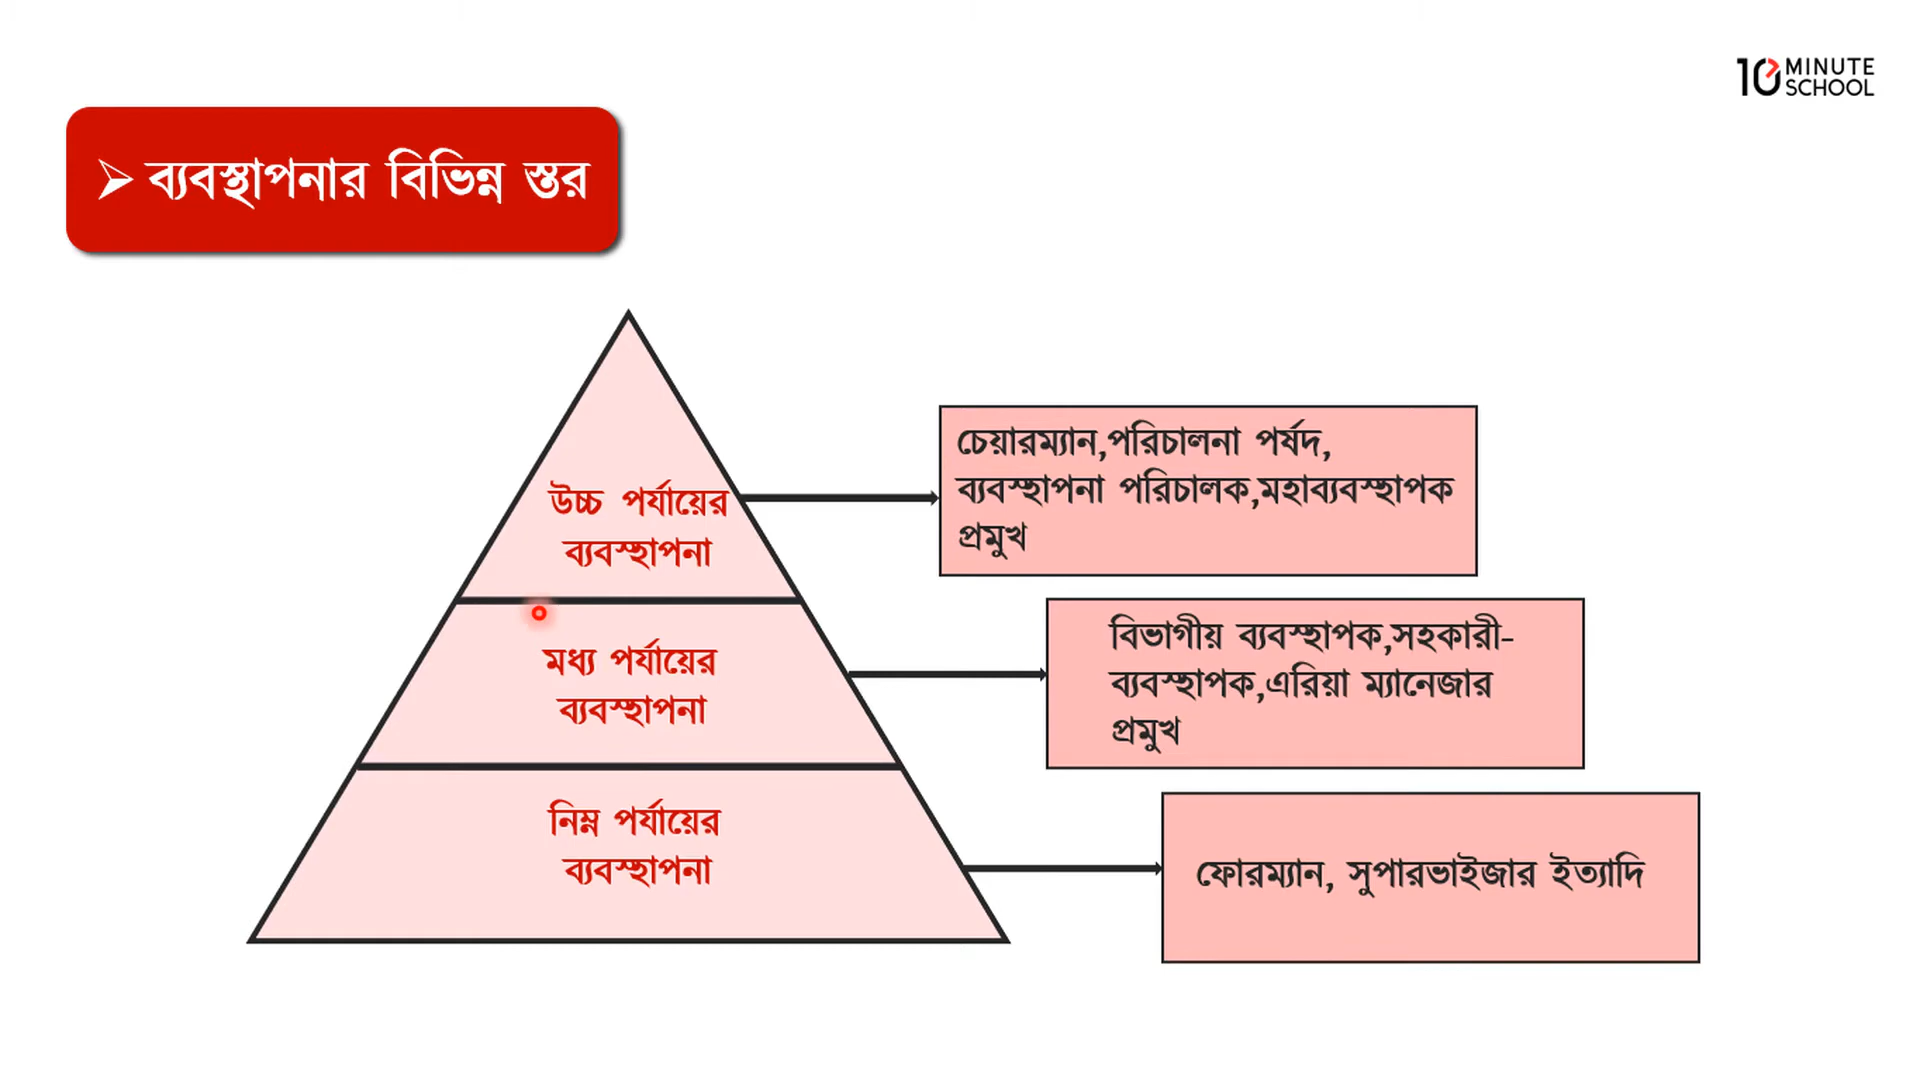 10 MINUTE
SCHOOL
➢ ব্যবস্থাপনার বিভিন্ন স্তর
উচ্চ পর্যায়ের
ব্যবস্থাপনা
চেয়ারম্যান,পরিচালনা পর্ষদ,
ব্যবস্থাপনা পরিচালক,মহাব্যবস্থাপক
প্রমুখ
মধ্য পর্যায়ের
ব্যবস্থাপনা
বিভাগীয় ব্যবস্থাপক,সহকারী-
ব্যবস্থাপক,এরিয়া ম্যানেজার
প্রমুখ
নিম্ন পর্যায়ের
ব্যবস্থাপনা
ফোরম্যান, সুপারভাইজার ইত্যাদি